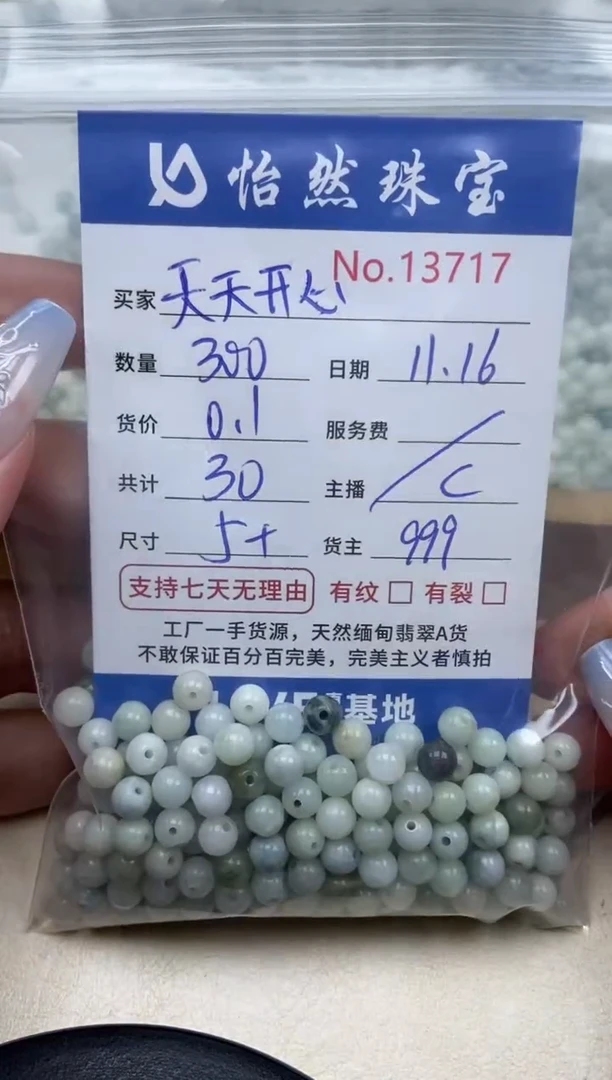 怡然珠宝
No.13717
买家 天天开心
数量 300 日期 11.16
货价 0.1 服务费 /
共计 30 主播 C
尺寸 5+ 货主 999
支持七天无理由 有纹 □ 有裂 □
工厂一手货源，天然缅甸翡翠A货
不敢保证百分百完美，完美主义者慎拍
基地